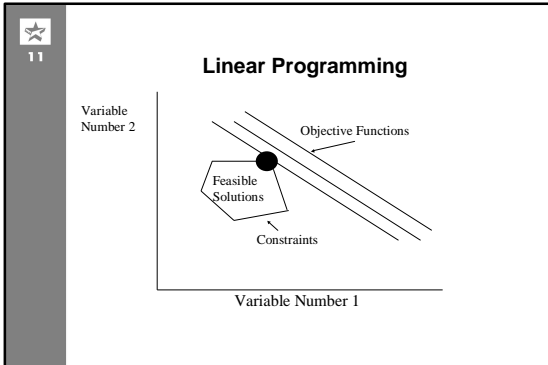 11
Linear Programming
Variable
Number 2
Objective Functions
Feasible
Solutions
Constraints
Variable Number 1